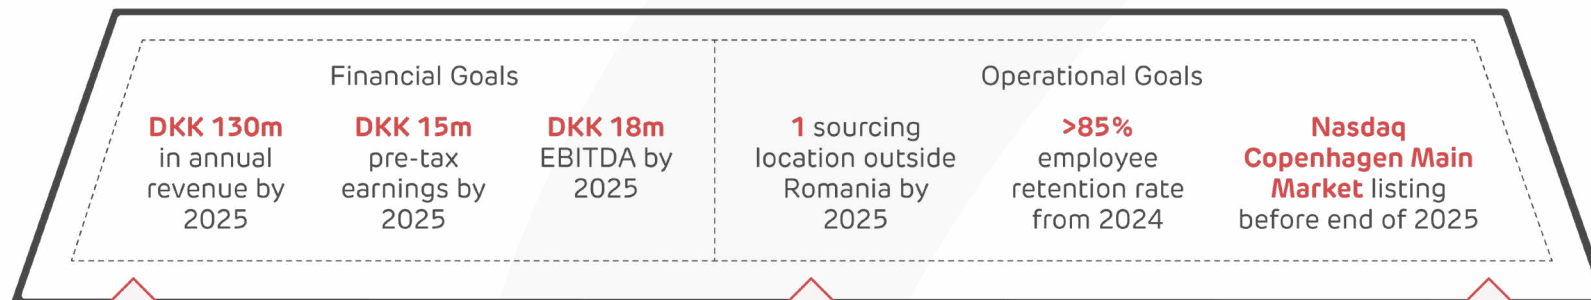 Financial Goals
DKK 130m
in annual
revenue by
2025
DKK 15m
pre-tax
earnings by
2025
DKK 18m
EBITDA by
2025
Operational Goals
1 sourcing
location outside
Romania by
2025
>85%
employee
retention rate
from 2024
Nasdaq
Copenhagen Main
Market listing
before end of 2025